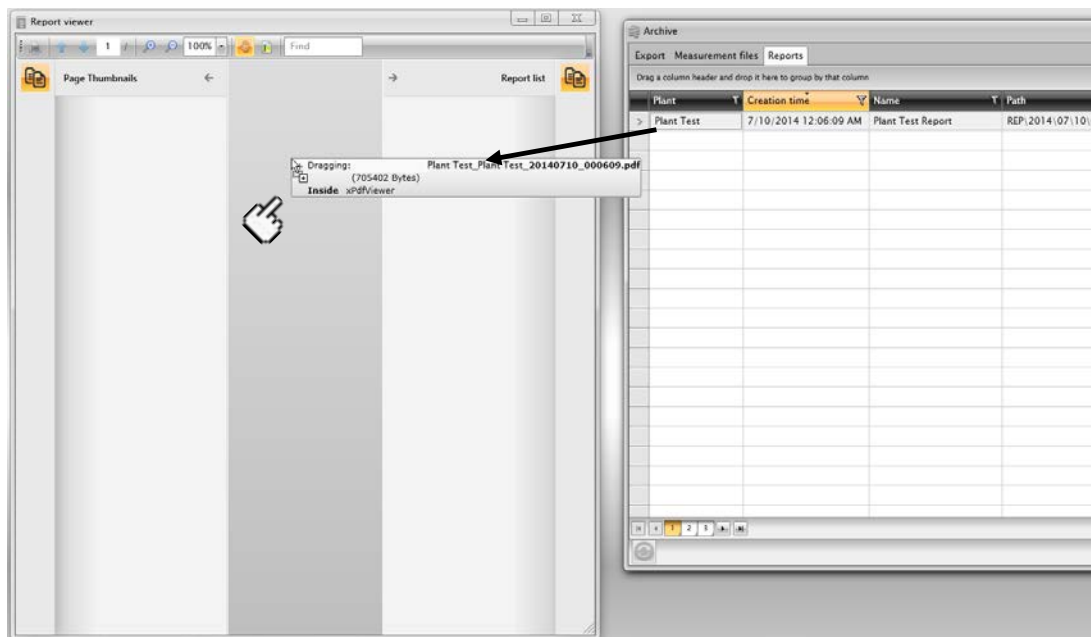 Report viewer
1 / 100% Find
Page Thumbnails ← → Report list
Dragging: Plant Test_Plant Test_20140710_000609.pdf
(705402 Bytes)
Inside xPdfViewer
Archive
Export Measurement files Reports
Drag a column header and drop it here to group by that column
Plant Creation time Name Path
Plant Test 7/10/2014 12:06:09 AM Plant Test Report REP\2014\07\10\
1 2 3